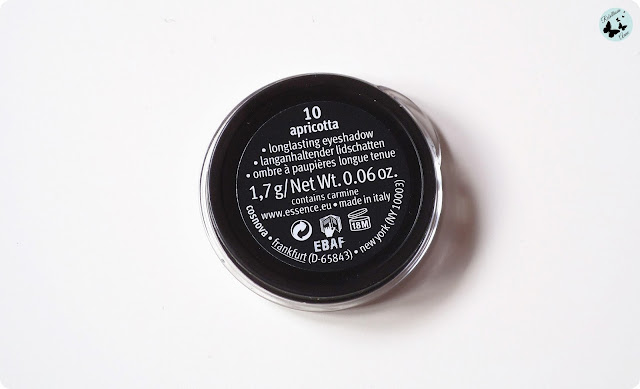 10
apricotta
• longlasting eyeshadow
• langanhaltender lidschatten
• ombre à paupières longue tenue
1,7 g/ Net Wt. 0.06 oz.
contains carmine
www.essence.eu • made in italy
18M
EBAF
cosnova • frankfurt (D-65843) • new york (NY 10003)